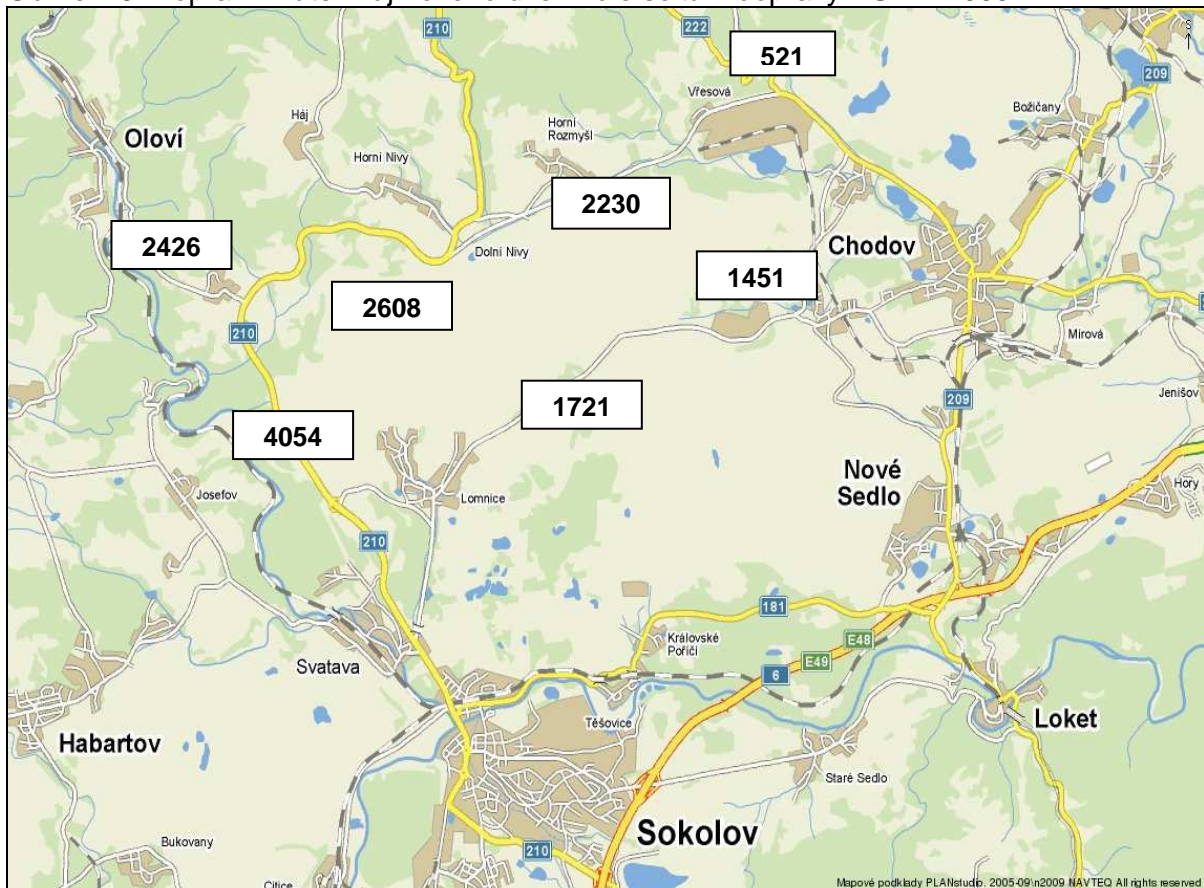 210
222
521
209
S
Vřesová
Božičany
Oloví
Háj
Horní
Rozmyšl
Horní Nivy
2230
2426
Chodov
Dolní Nivy
1451
2608
210
Mírová
1721
209
Jenišov
4054
Nové
Sedlo
Josefov
Lomnice
Hory
210
181
Královské
Poříčí
E48
E49
6
Svatava
Těšovice
Loket
Habartov
Staré Sedlo
Sokolov
Bukovany
210
Citice
Mapové podklady PLANstudio, 2005-09\n2009 NAVTEQ All rights reserved